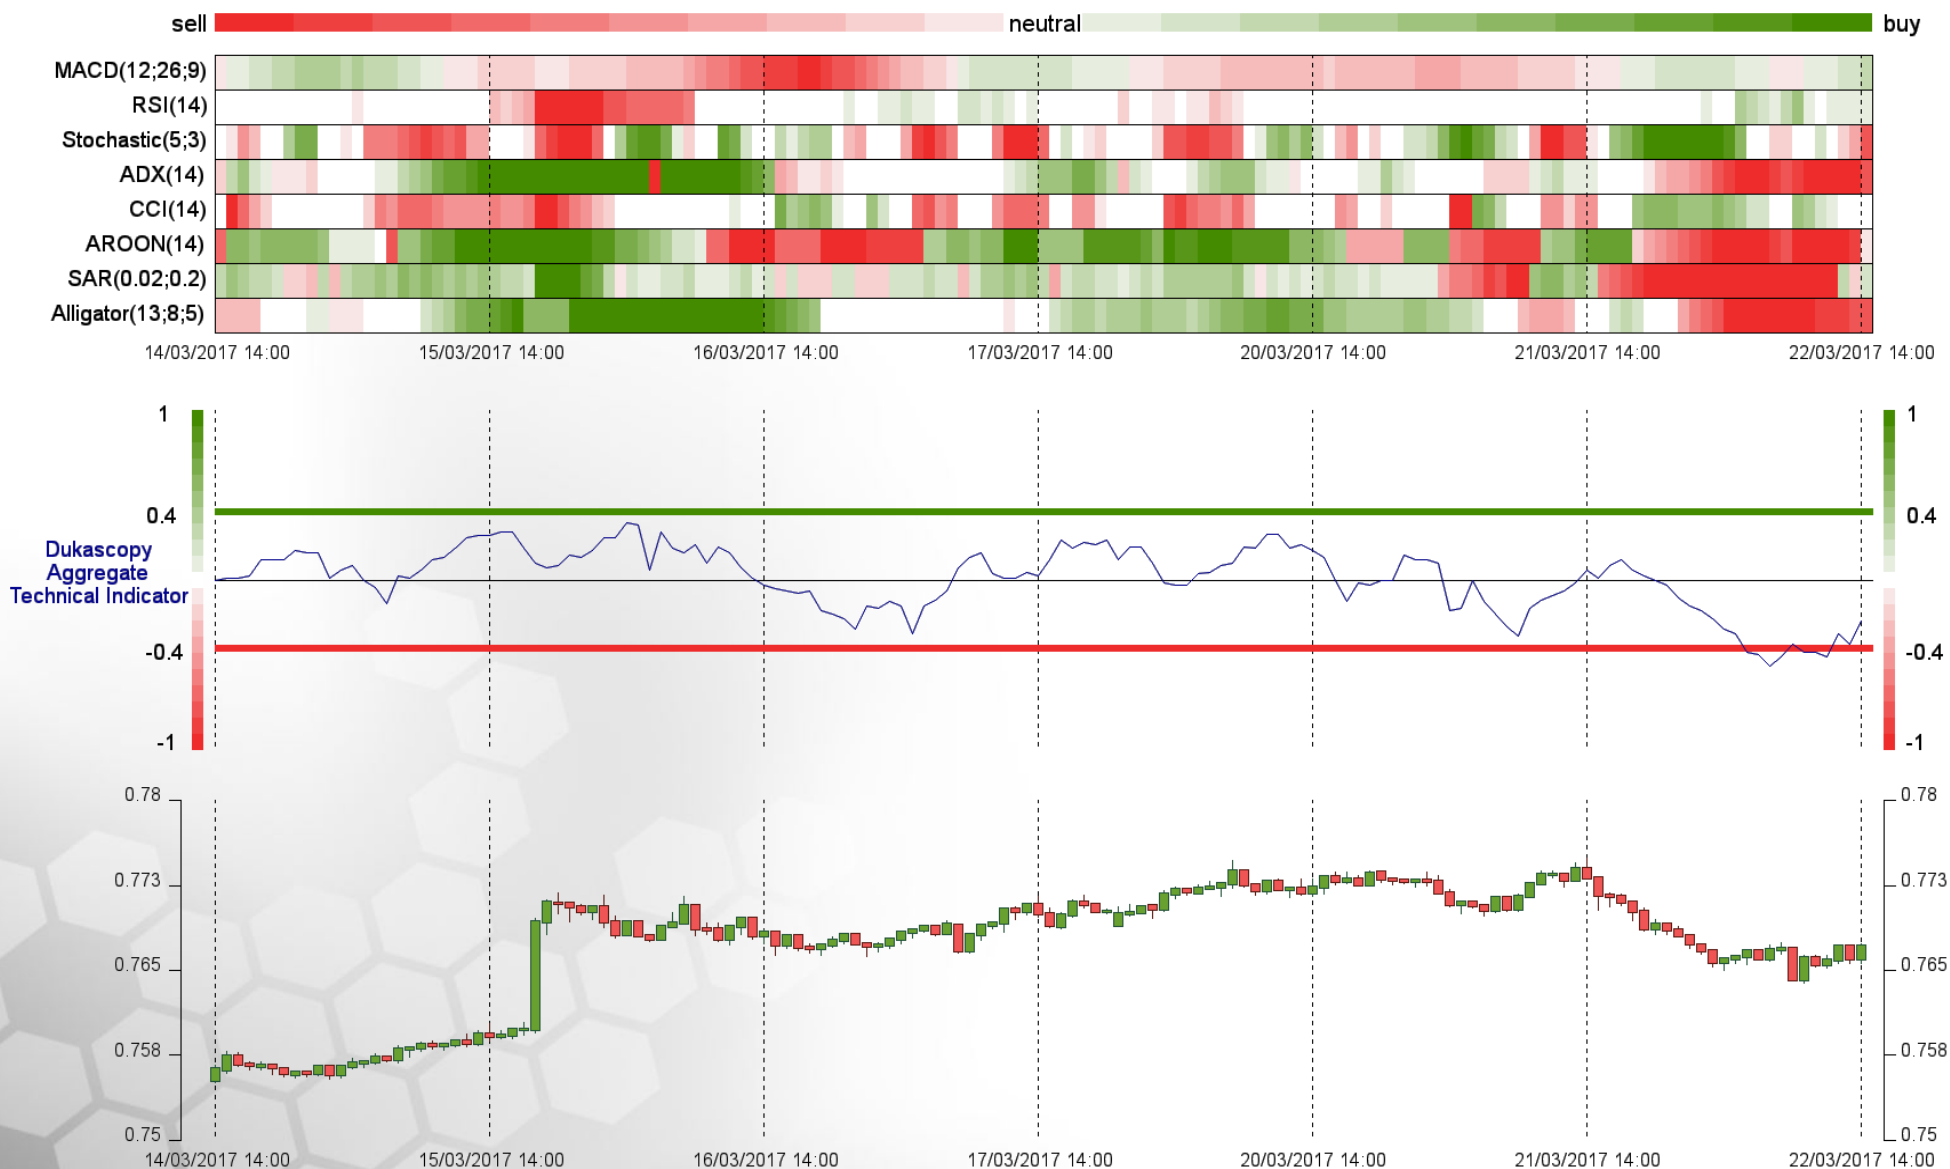 sell neutral buy
MACD(12;26;9)
RSI(14)
Stochastic(5;3)
ADX(14)
CCI(14)
AROON(14)
SAR(0.02;0.2)
Alligator(13;8;5)
14/03/2017 14:00 15/03/2017 14:00 16/03/2017 14:00 17/03/2017 14:00 20/03/2017 14:00 21/03/2017 14:00 22/03/2017 14:00
1 1
0.4 0.4
Dukascopy
Aggregate
Technical Indicator
-0.4 -0.4
-1 -1
0.78 0.78
0.773 0.773
0.765 0.765
0.758 0.758
0.75 0.75
14/03/2017 14:00 15/03/2017 14:00 16/03/2017 14:00 17/03/2017 14:00 20/03/2017 14:00 21/03/2017 14:00 22/03/2017 14:00